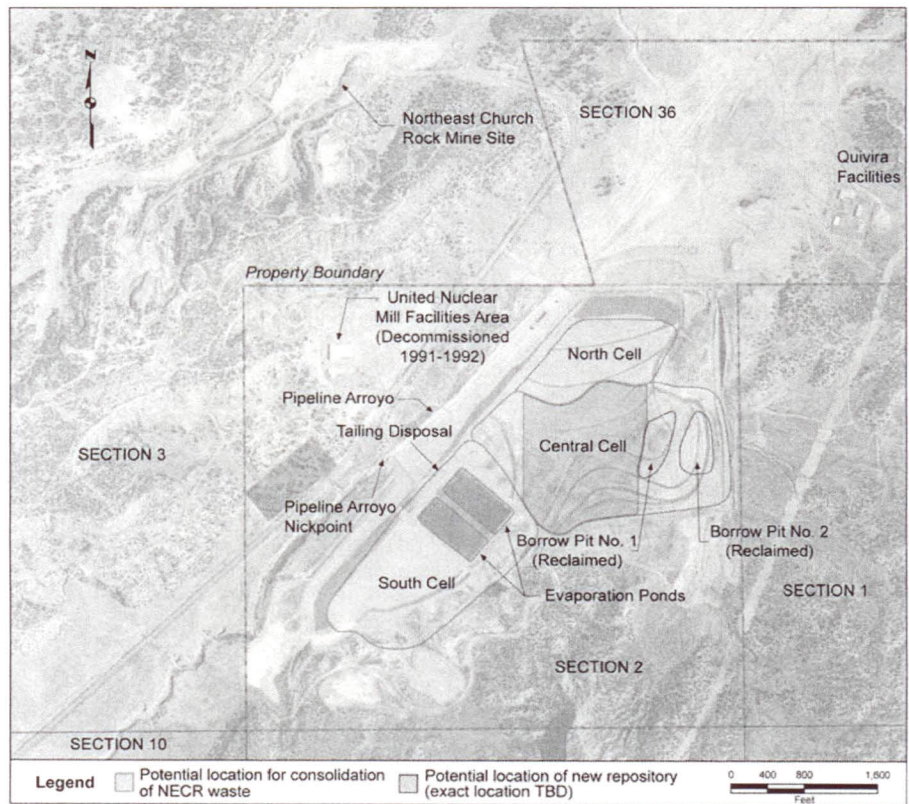 N
SECTION 36
Northeast Church
Rock Mine Site
Quivira
Facilities
Property Boundary
United Nuclear
Mill Facilities Area
(Decommissioned
1991-1992)
North Cell
Pipeline Arroyo
Tailing Disposal
Central Cell
SECTION 3
Pipeline Arroyo
Nickpoint
Borrow Pit No. 1
(Reclaimed)
Borrow Pit No. 2
(Reclaimed)
South Cell
Evaporation Ponds
SECTION 1
SECTION 2
SECTION 10
Legend
Potential location for consolidation
of NECR waste
Potential location of new repository
(exact location TBD)
0 400 800 1,600
Feet